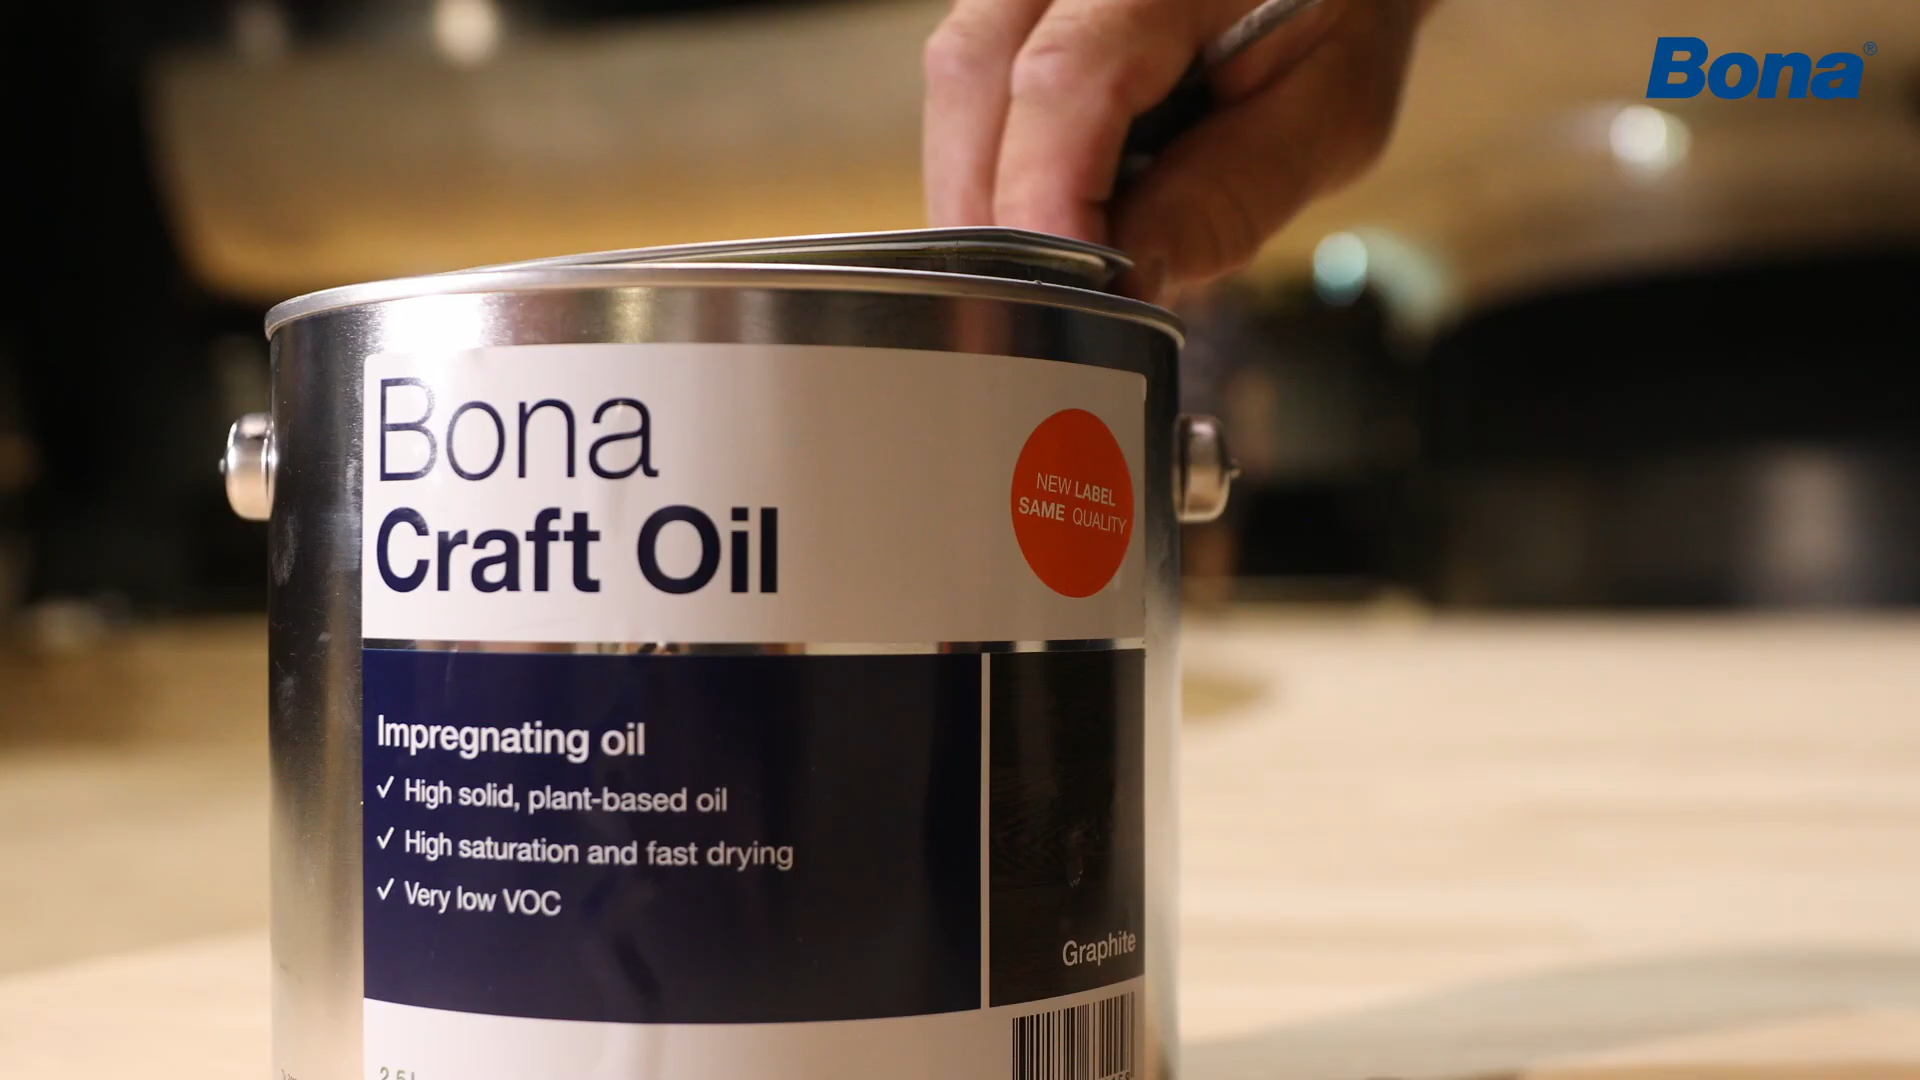 Bona®
Bona
Craft Oil
NEW LABEL
SAME QUALITY
Impregnating oil
✓ High solid, plant-based oil
✓ High saturation and fast drying
✓ Very low VOC
Graphite